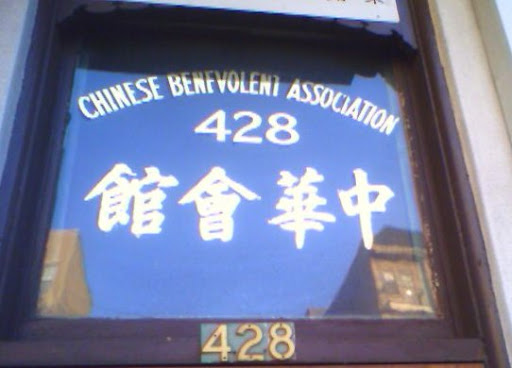 CHINESE BENEVOLENT ASSOCIATION
428
中華會館
428